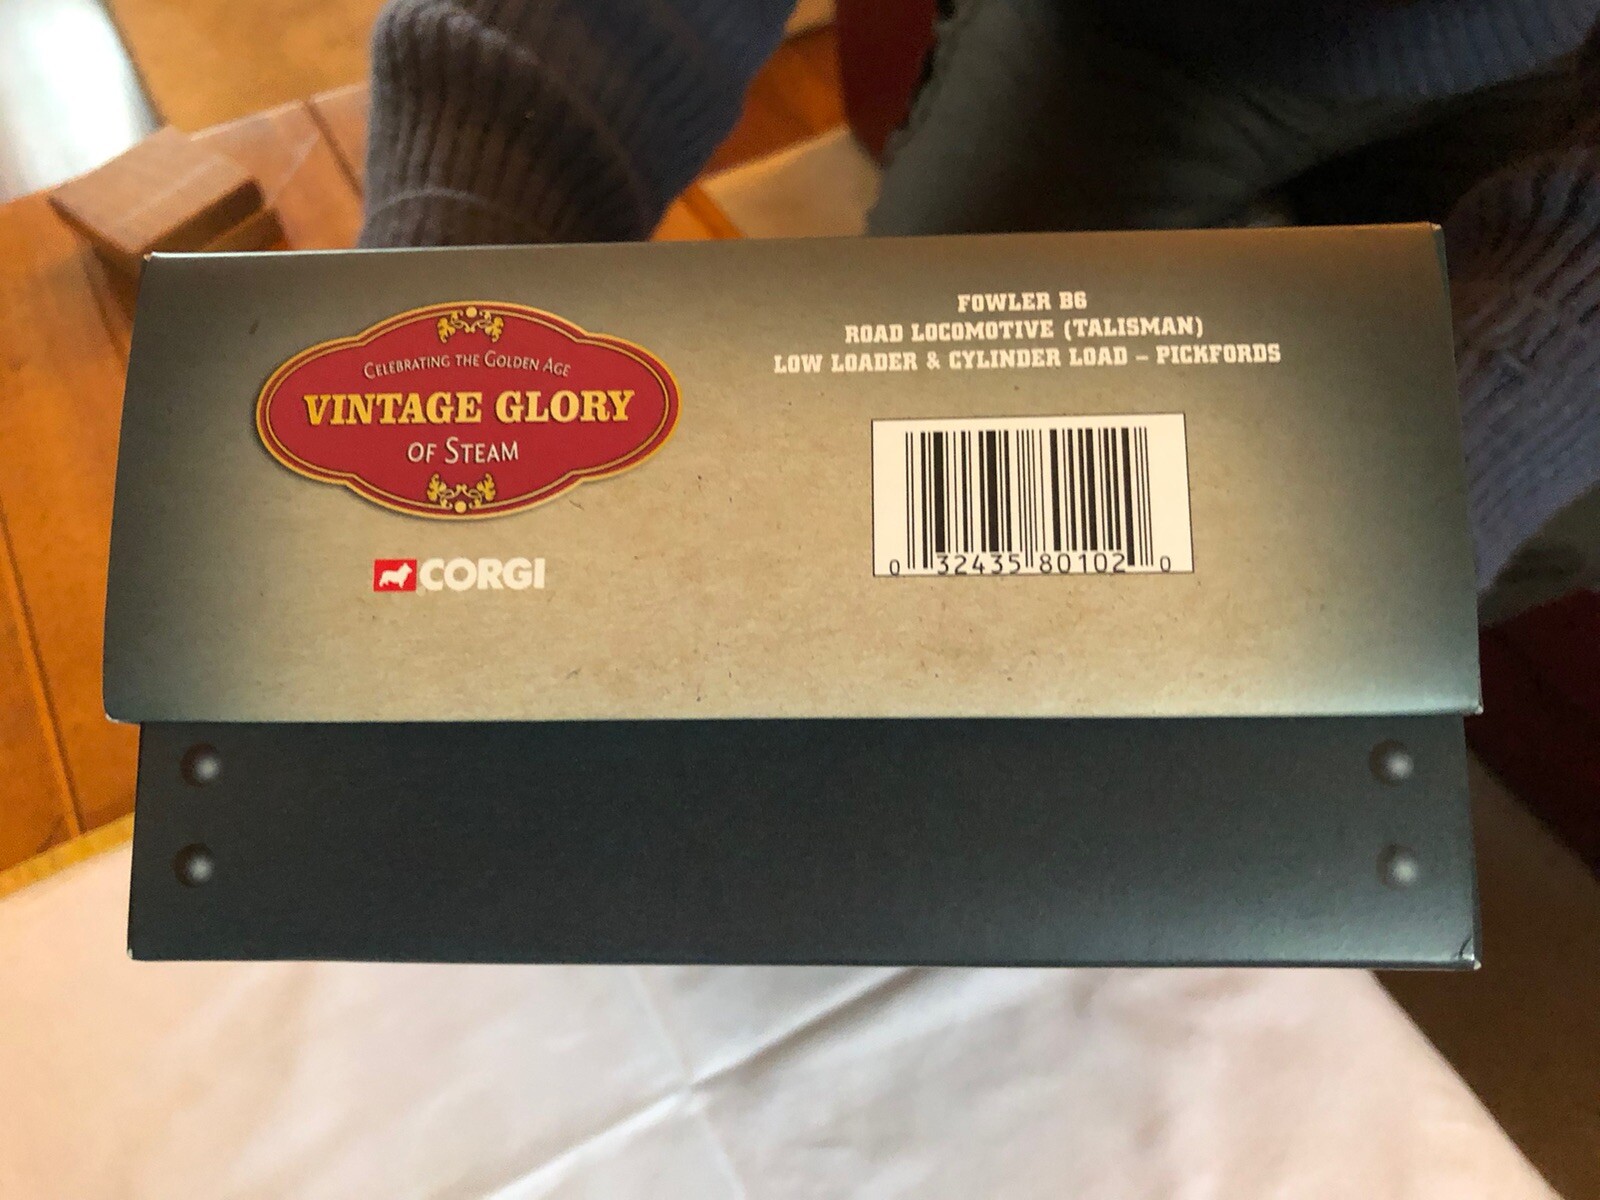 CELEBRATING THE GOLDEN AGE
VINTAGE GLORY
OF STEAM
CORGI
FOWLER B6
ROAD LOCOMOTIVE (TALISMAN)
LOW LOADER & CYLINDER LOAD – PICKFORDS
0 32435 80102 0